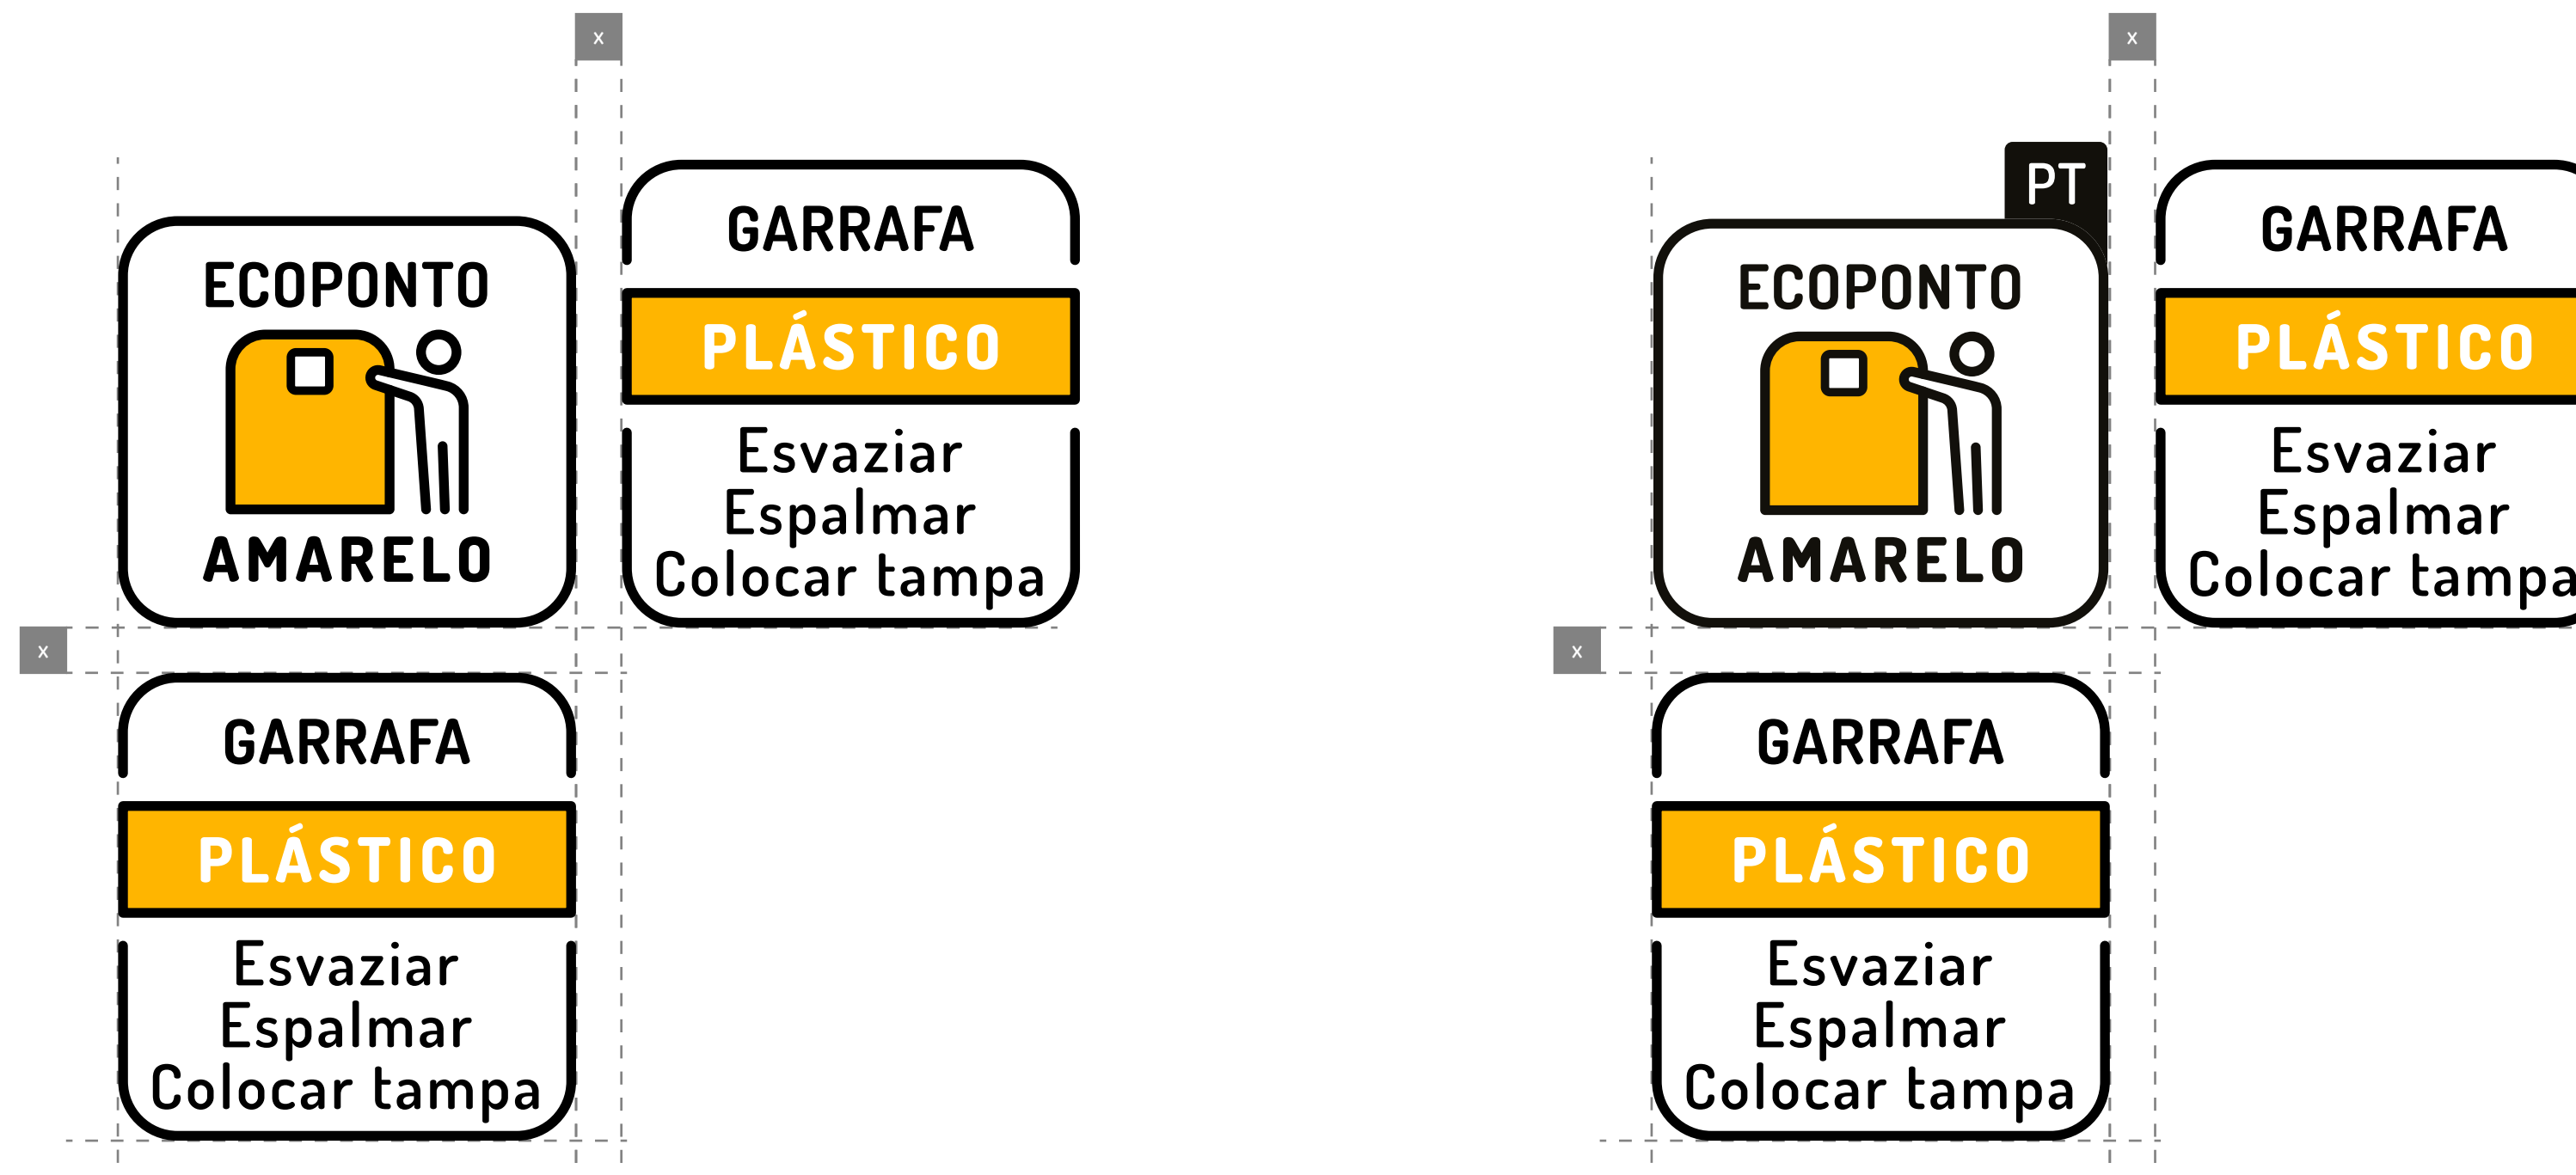 x
ECOPONTO
AMARELO
GARRAFA
PLÁSTICO
Esvaziar
Espalmar
Colocar tampa
x
GARRAFA
PLÁSTICO
Esvaziar
Espalmar
Colocar tampa
x
PT
ECOPONTO
AMARELO
GARRAFA
PLÁSTICO
Esvaziar
Espalmar
Colocar tampa
x
GARRAFA
PLÁSTICO
Esvaziar
Espalmar
Colocar tampa